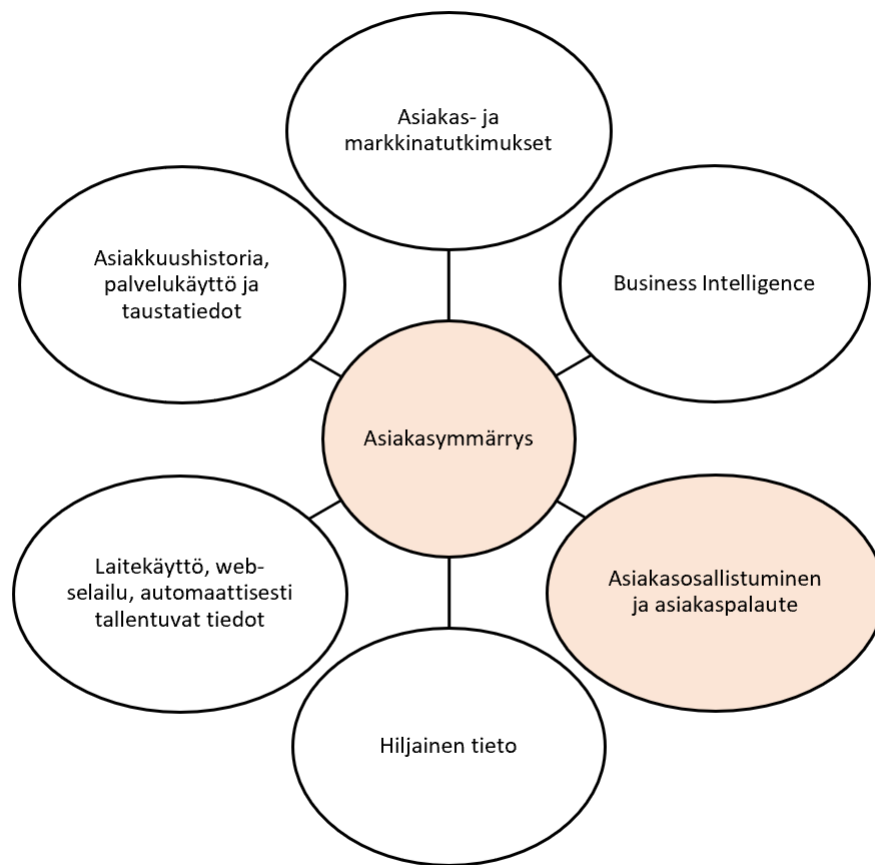 Asiakas- ja
markkinatutkimukset
Asiakkuushistoria,
palvelukäyttö ja
taustatiedot
Business Intelligence
Asiakasymmärrys
Laitekäyttö, web-
selailu, automaattisesti
tallentuvat tiedot
Asiakasosallistuminen
ja asiakaspalaute
Hiljainen tieto